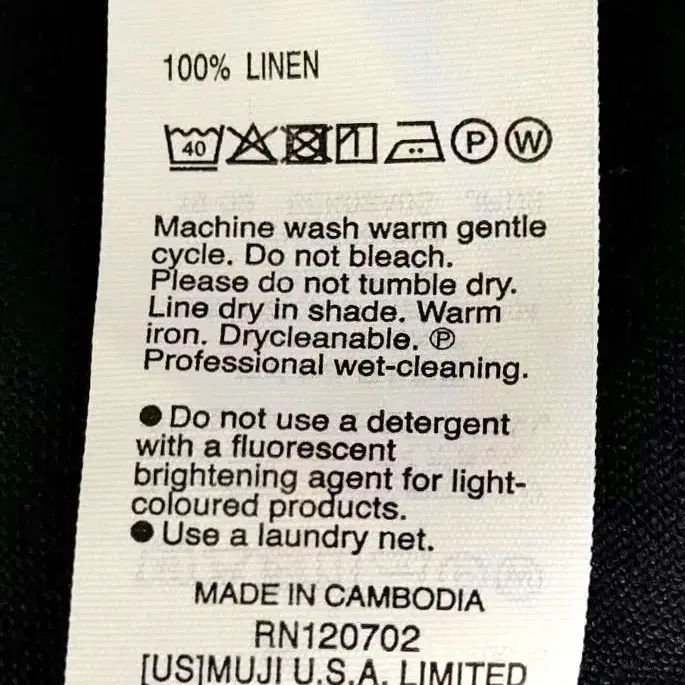 100% LINEN
40 P W
Machine wash warm gentle
cycle. Do not bleach.
Please do not tumble dry.
Line dry in shade. Warm
iron. Drycleanable. Ⓟ
Professional wet-cleaning.
● Do not use a detergent
with a fluorescent
brightening agent for light-
coloured products.
● Use a laundry net.
MADE IN CAMBODIA
RN120702
[US]MUJI U.S.A. LIMITED